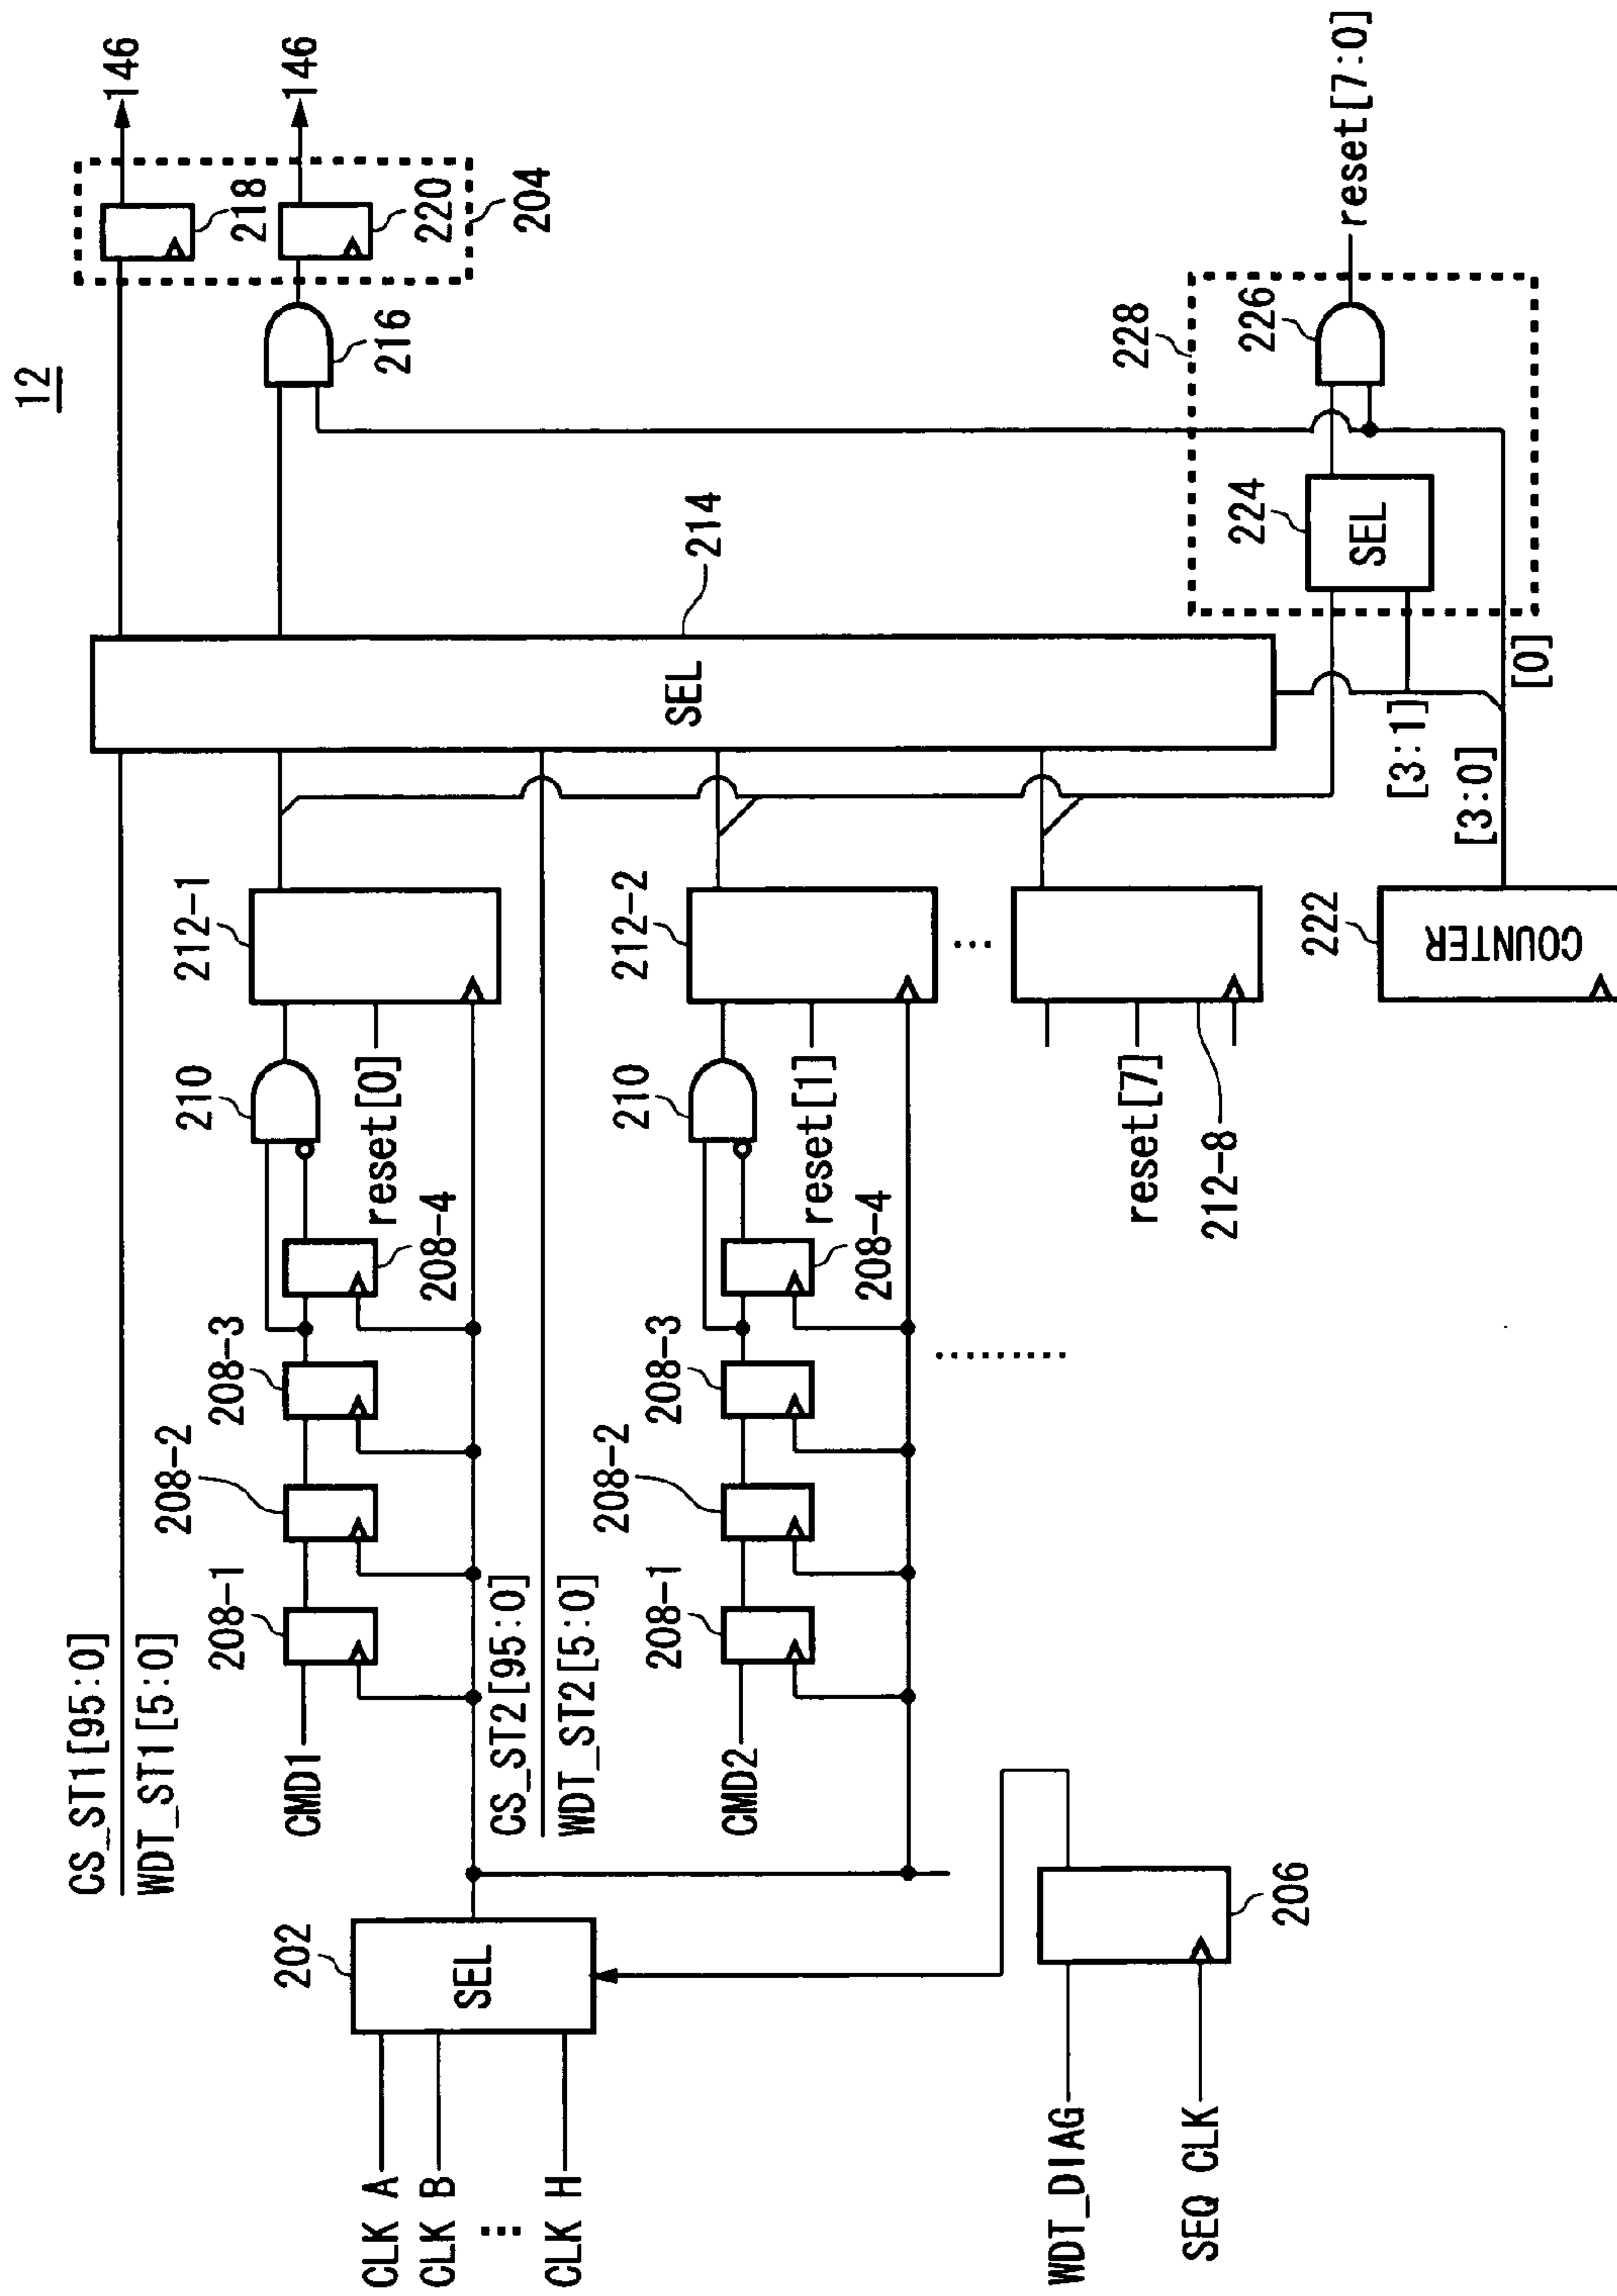 12
CS_ST1[95:0]
WDT_ST1[5:0]
146
218
146
220
204
216
CMD1
208-1
208-2
208-3
208-4
210
reset[0]
212-1
CLK A
CLK B
CLK H
202
SEL
CS_ST2[95:0]
WDT_ST2[5:0]
SEL
214
CMD2
208-1
208-2
208-3
208-4
210
reset[1]
212-2
reset[7]
212-8
WDT_DIAG
SEQ CLK
206
222
COUNTER
[3:0]
[3:1]
[0]
228
224
SEL
226
reset[7:0]